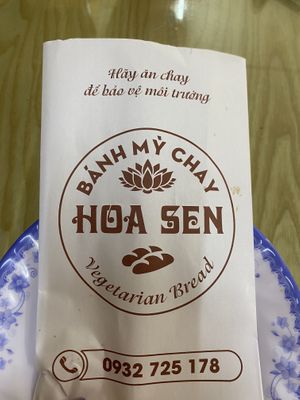 Hãy ăn chay
để bảo vệ môi trường
BÁNH MỲ CHAY
HOA SEN
Vegetarian Bread
0932 725 178